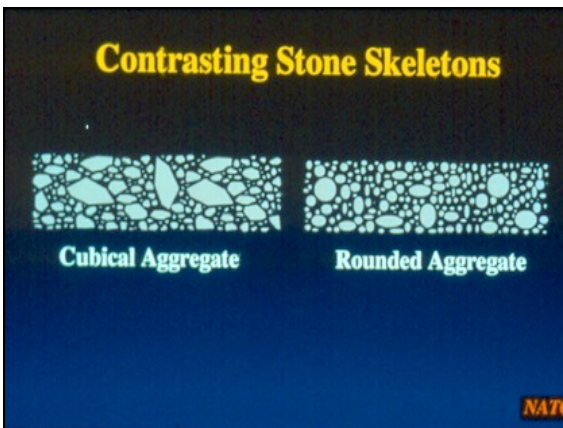 Contrasting Stone Skeletons
Cubical Aggregate
Rounded Aggregate